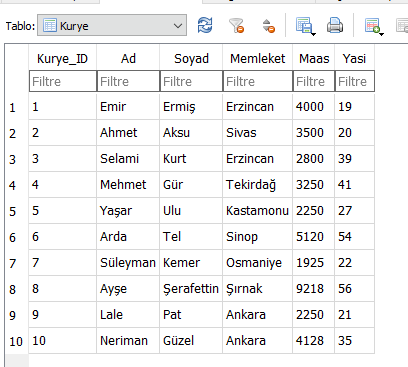 Tablo: Kurye
Kurye_ID Ad Soyad Memleket Maas Yasi
Filtre Filtre Filtre Filtre Filtre Filtre
1 1 Emir Ermiş Erzincan 4000 19
2 2 Ahmet Aksu Sivas 3500 20
3 3 Selami Kurt Erzincan 2800 39
4 4 Mehmet Gür Tekirdağ 3250 41
5 5 Yaşar Ulu Kastamonu 2250 27
6 6 Arda Tel Sinop 5120 54
7 7 Süleyman Kemer Osmaniye 1925 22
8 8 Ayşe Şerafettin Şırnak 9218 56
9 9 Lale Pat Ankara 2250 21
10 10 Neriman Güzel Ankara 4128 35